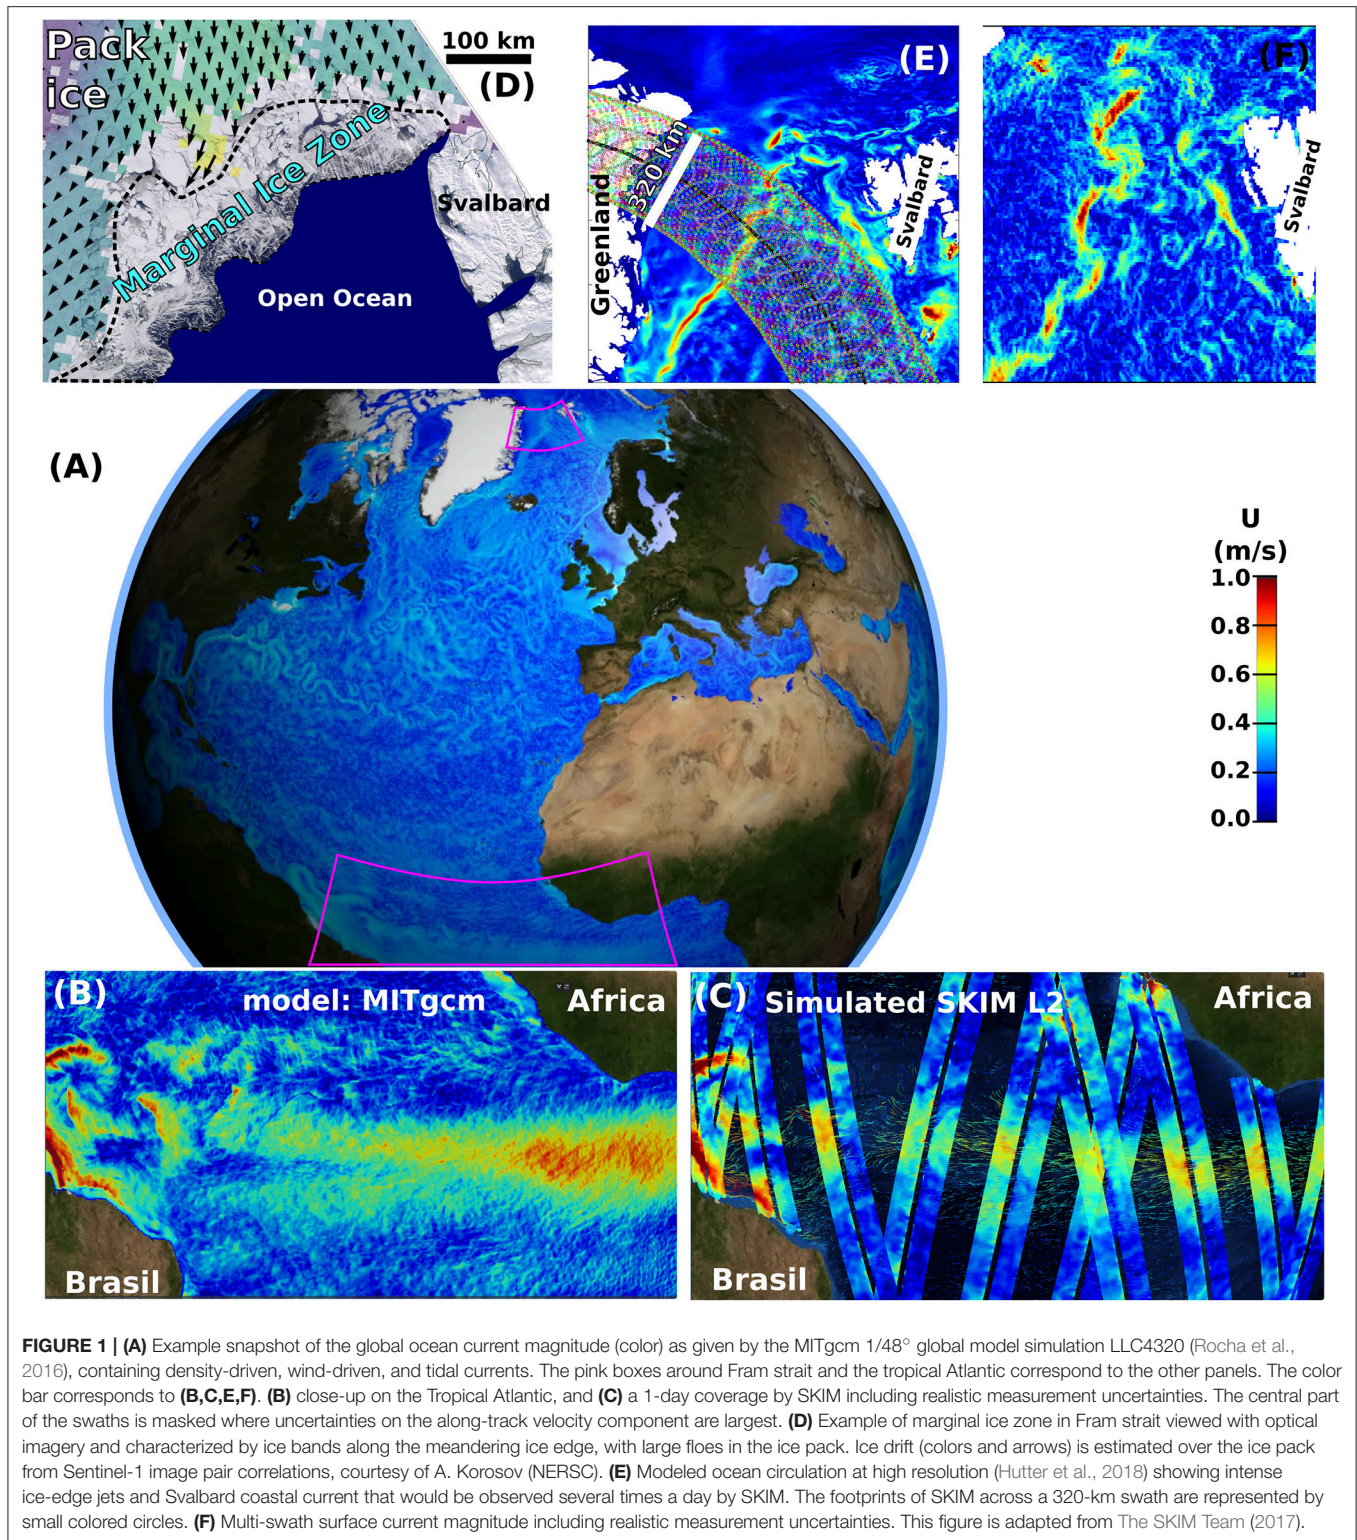 Pack
ice
100 km
(D)
Marginal Ice Zone
Svalbard
Open Ocean
(E)
320 km
Greenland
Svalbard
(F)
Svalbard
(A)
U
(m/s)
1.0
0.8
0.6
0.4
0.2
0.0
(B)
model: MITgcm
Africa
Brasil
(C)
Simulated SKIM L2
Africa
Brasil
FIGURE 1 | (A) Example snapshot of the global ocean current magnitude (color) as given by the MITgcm 1/48° global model simulation LLC4320 (Rocha et al.,
2016), containing density-driven, wind-driven, and tidal currents. The pink boxes around Fram strait and the tropical Atlantic correspond to the other panels. The color
bar corresponds to (B,C,E,F). (B) close-up on the Tropical Atlantic, and (C) a 1-day coverage by SKIM including realistic measurement uncertainties. The central part
of the swaths is masked where uncertainties on the along-track velocity component are largest. (D) Example of marginal ice zone in Fram strait viewed with optical
imagery and characterized by ice bands along the meandering ice edge, with large floes in the ice pack. Ice drift (colors and arrows) is estimated over the ice pack
from Sentinel-1 image pair correlations, courtesy of A. Korosov (NERSC). (E) Modeled ocean circulation at high resolution (Hutter et al., 2018) showing intense
ice-edge jets and Svalbard coastal current that would be observed several times a day by SKIM. The footprints of SKIM across a 320-km swath are represented by
small colored circles. (F) Multi-swath surface current magnitude including realistic measurement uncertainties. This figure is adapted from The SKIM Team (2017).